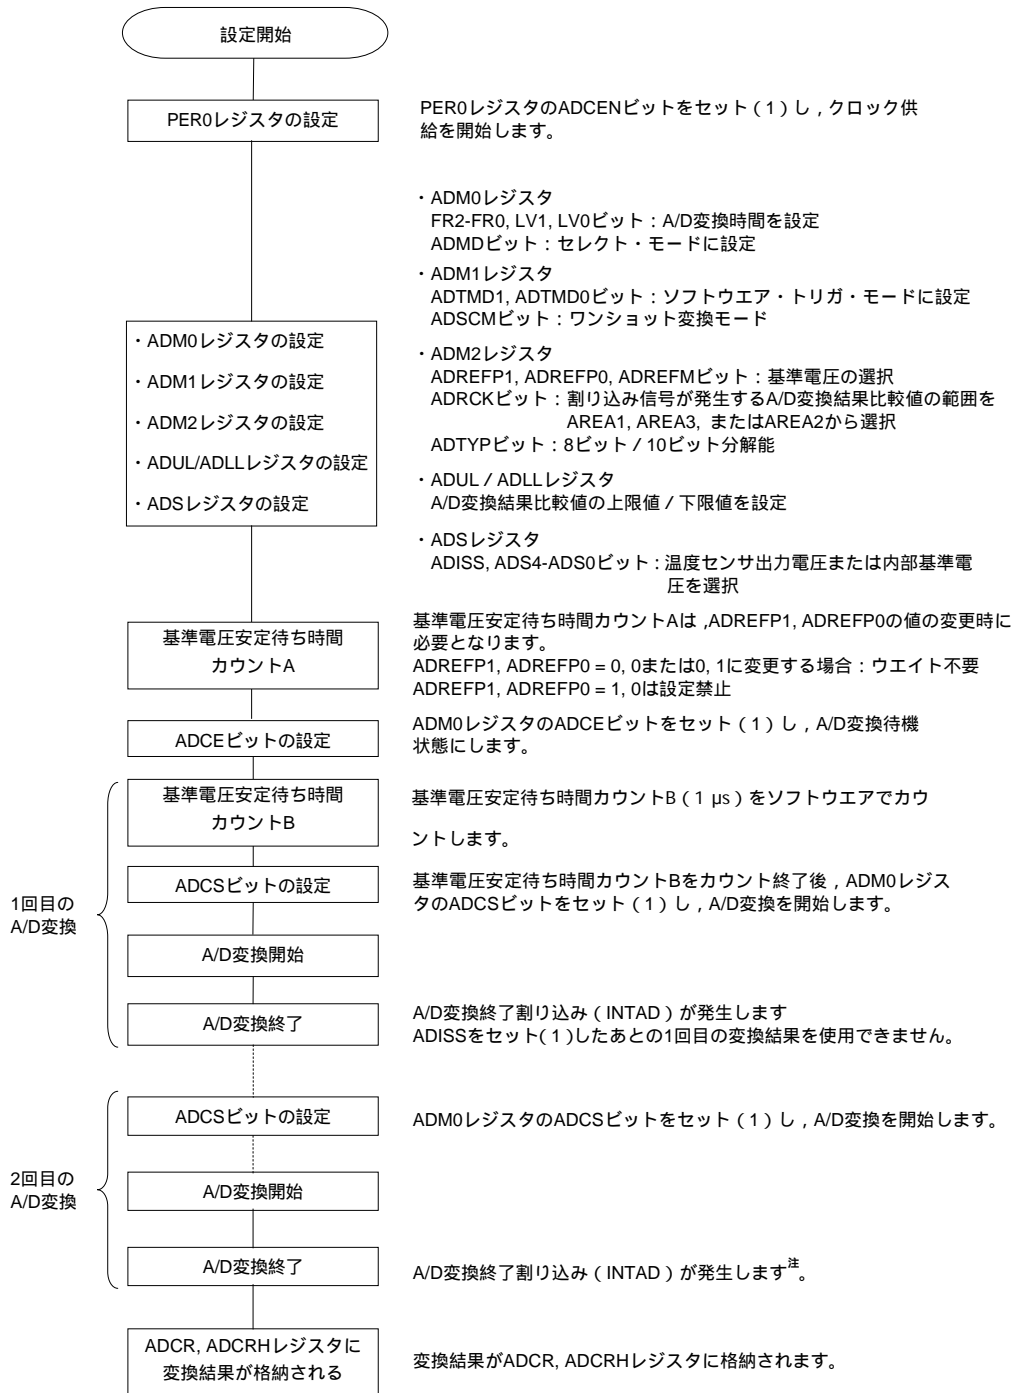 設定開始
PER0レジスタの設定
PER0レジスタのADCENビットをセット（1）し，クロック供
給を開始します。
・ADM0レジスタの設定
・ADM1レジスタの設定
・ADM2レジスタの設定
・ADUL/ADLLレジスタの設定
・ADSレジスタの設定
・ADM0レジスタ
FR2-FR0, LV1, LV0ビット：A/D変換時間を設定
ADMDビット：セレクト・モードに設定
・ADM1レジスタ
ADTMD1, ADTMD0ビット：ソフトウエア・トリガ・モードに設定
ADSCMビット：ワンショット変換モード
・ADM2レジスタ
ADREFP1, ADREFP0, ADREFMビット：基準電圧の選択
ADRCKビット：割り込み信号が発生するA/D変換結果比較値の範囲を
AREA1, AREA3, またはAREA2から選択
ADTYPビット：8ビット／10ビット分解能
・ADUL／ADLLレジスタ
A/D変換結果比較値の上限値／下限値を設定
・ADSレジスタ
ADISS, ADS4-ADS0ビット：温度センサ出力電圧または内部基準電
圧を選択
基準電圧安定待ち時間
カウントA
基準電圧安定待ち時間カウントAは，ADREFP1, ADREFP0の値の変更時に
必要となります。
ADREFP1, ADREFP0 = 0, 0または0, 1に変更する場合：ウエイト不要
ADREFP1, ADREFP0 = 1, 0は設定禁止
ADCEビットの設定
ADM0レジスタのADCEビットをセット（1）し，A/D変換待機
状態にします。
1回目の
A/D変換
基準電圧安定待ち時間
カウントB
基準電圧安定待ち時間カウントB（1 μs）をソフトウエアでカウ
ントします。
ADCSビットの設定
基準電圧安定待ち時間カウントBをカウント終了後，ADM0レジス
タのADCSビットをセット（1）し，A/D変換を開始します。
A/D変換開始
A/D変換終了
A/D変換終了割り込み（INTAD）が発生します
ADISSをセット（1）したあとの1回目の変換結果を使用できません。
2回目の
A/D変換
ADCSビットの設定
ADM0レジスタのADCSビットをセット（1）し，A/D変換を開始します。
A/D変換開始
A/D変換終了
A/D変換終了割り込み（INTAD）が発生します注。
ADCR, ADCRHレジスタに
変換結果が格納される
変換結果がADCR, ADCRHレジスタに格納されます。